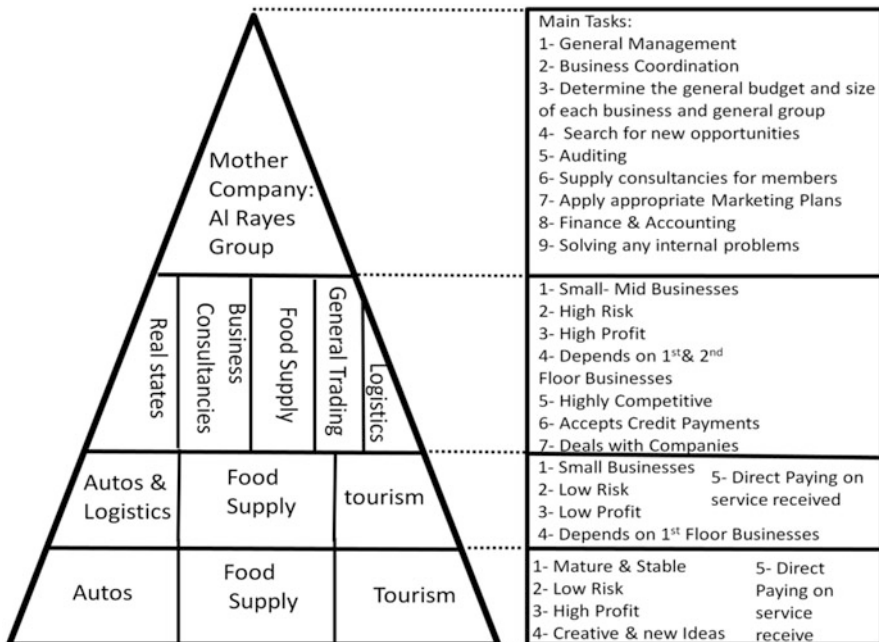 Mother
Company:
Al Rayes
Group
Real states
Business
Consultancies
Food Supply
General Trading
Logistics
Autos &
Logistics
Food
Supply
tourism
Autos
Food
Supply
Tourism
Main Tasks:
1- General Management
2- Business Coordination
3- Determine the general budget and size
of each business and general group
4- Search for new opportunities
5- Auditing
6- Supply consultancies for members
7- Apply appropriate Marketing Plans
8- Finance & Accounting
9- Solving any internal problems
1- Small- Mid Businesses
2- High Risk
3- High Profit
4- Depends on 1st& 2nd
Floor Businesses
5- Highly Competitive
6- Accepts Credit Payments
7- Deals with Companies
1- Small Businesses
2- Low Risk
3- Low Profit
4- Depends on 1st Floor Businesses
5- Direct Paying on
service received
1- Mature & Stable
2- Low Risk
3- High Profit
4- Creative & new Ideas
5- Direct
Paying on
service
receive